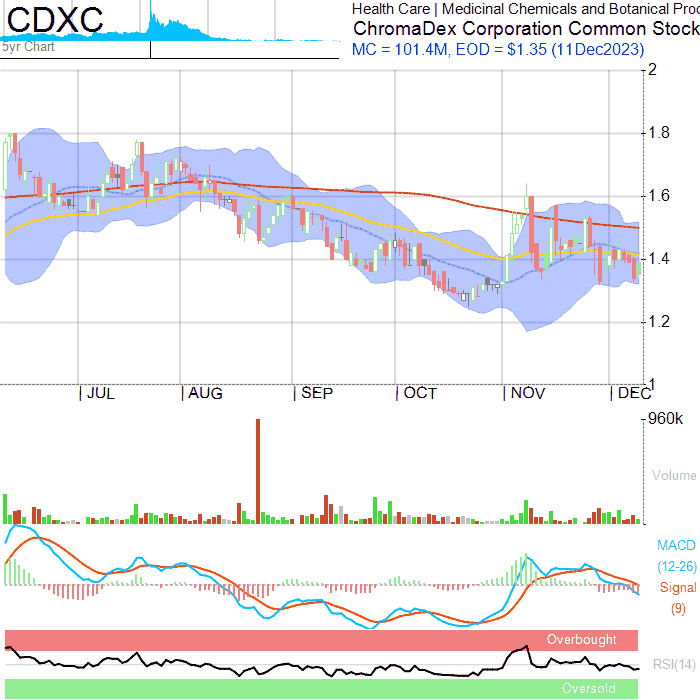 CDXC
5yr Chart
Health Care | Medicinal Chemicals and Botanical Proc
ChromaDex Corporation Common Stock
MC = 101.4M, EOD = $1.35 (11Dec2023)
2
1.8
1.6
1.4
1.2
1
JUL AUG SEP OCT NOV DEC
960k
Volume
MACD
(12-26)
Signal
(9)
Overbought
RSI(14)
Oversold